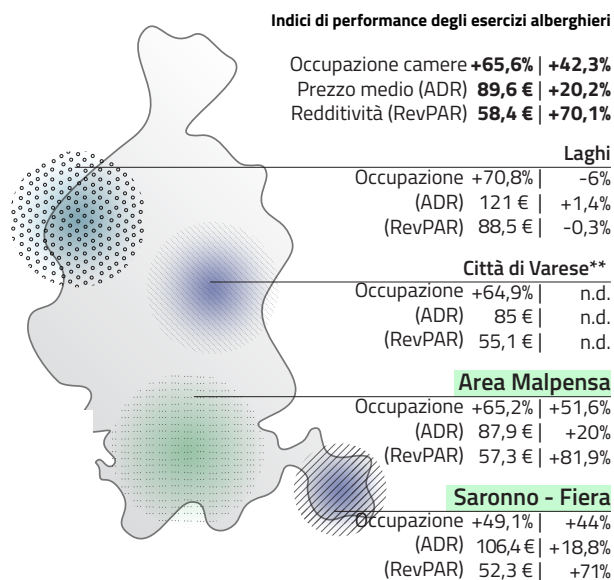 Indici di performance degli esercizi alberghieri
Occupazione camere +65,6% | +42,3%
Prezzo medio (ADR) 89,6 € | +20,2%
Redditività (RevPAR) 58,4 € | +70,1%
Laghi
Occupazione +70,8% | -6%
(ADR) 121 € | +1,4%
(RevPAR) 88,5 € | -0,3%
Città di Varese**
Occupazione +64,9% | n.d.
(ADR) 85 € | n.d.
(RevPAR) 55,1 € | n.d.
Area Malpensa
Occupazione +65,2% | +51,6%
(ADR) 87,9 € | +20%
(RevPAR) 57,3 € | +81,9%
Saronno - Fiera
Occupazione +49,1% | +44%
(ADR) 106,4 € | +18,8%
(RevPAR) 52,3 € | +71%